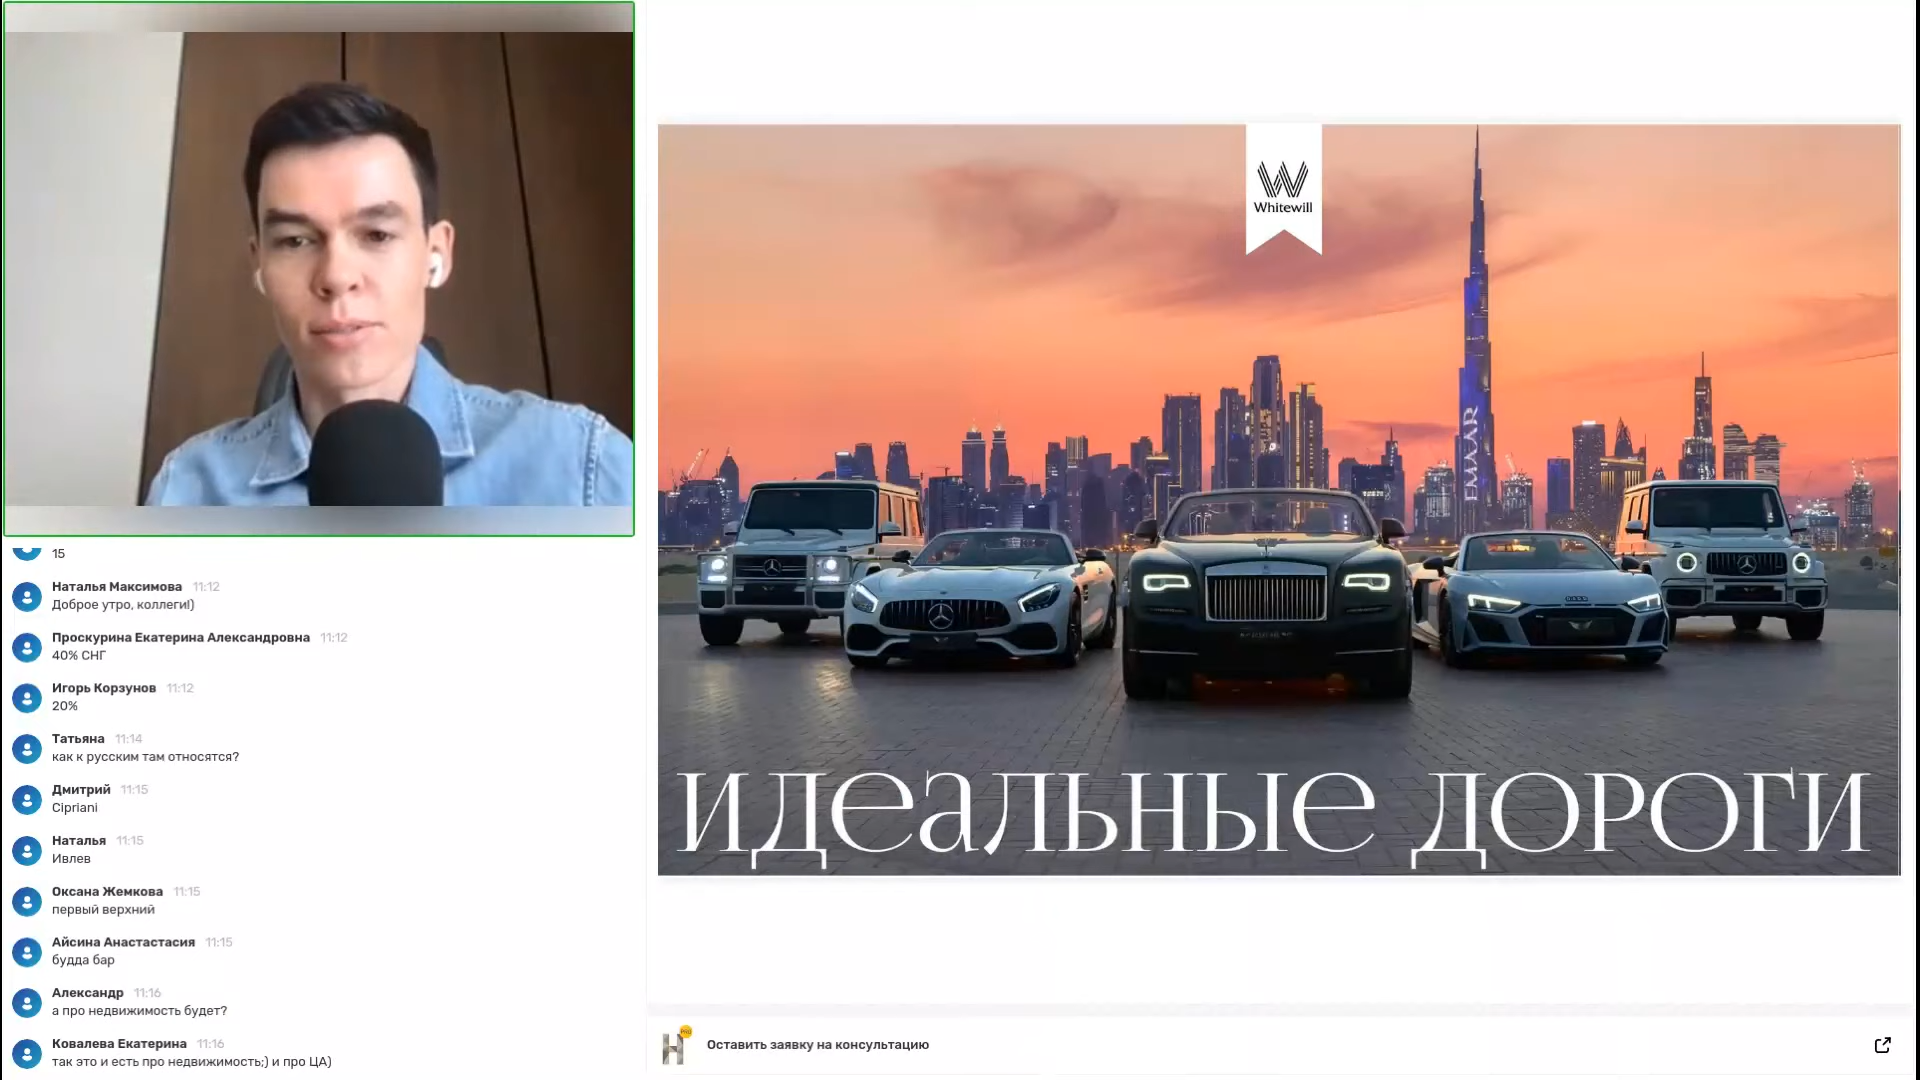 15
Наталья Максимова 11:12
Доброе утро, коллеги!)
Проскурина Екатерина Александровна 11:12
40% СНГ
Игорь Корзунов 11:12
20%
Татьяна 11:14
как к русским там относятся?
Дмитрий 11:15
Cipriani
Наталья 11:15
Ивлев
Оксана Жемкова 11:15
первый верхний
Айсина Анастастасия 11:15
будда бар
Александр 11:16
а про недвижимость будет?
Ковалева Екатерина 11:16
так это и есть про недвижимость;) и про ЦА)
W
Whitewill
EMAAR
ИДЕАЛЬНЫЕ ДОРОГИ
H
PRO
Оставить заявку на консультацию